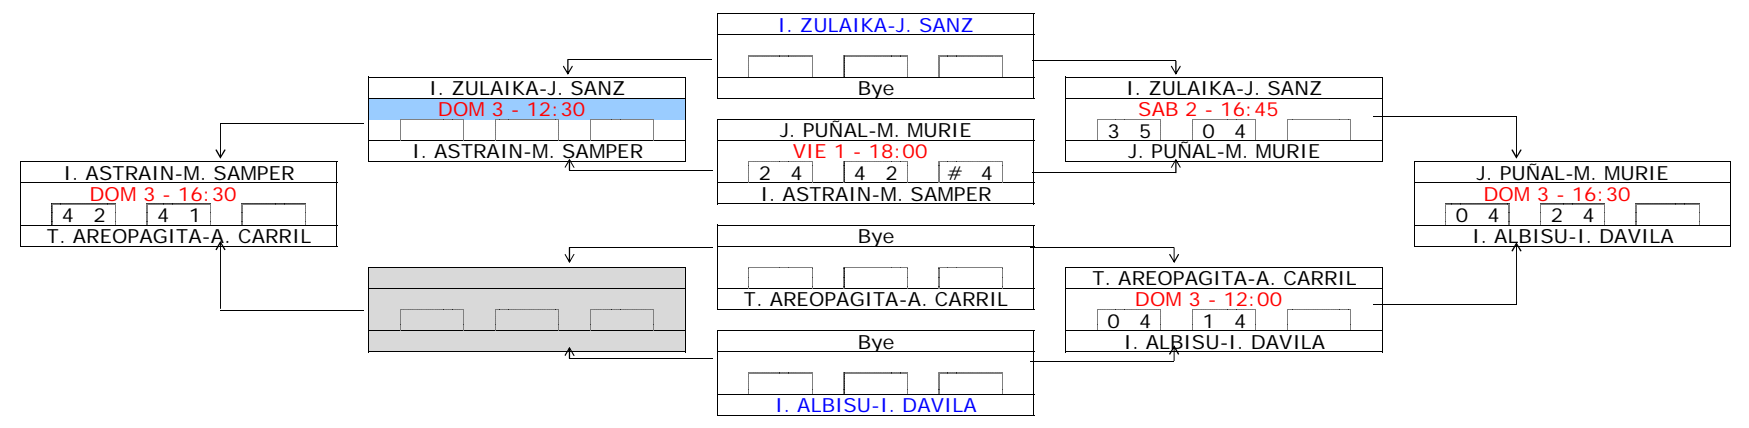 I. ZULAIKA-J. SANZ
Bye
I. ZULAIKA-J. SANZ
DOM 3 - 12:30
I. ASTRAIN-M. SAMPER
J. PUÑAL-M. MURIE
VIE 1 - 18:00
2 4 4 2 # 4
I. ASTRAIN-M. SAMPER
I. ZULAIKA-J. SANZ
SAB 2 - 16:45
3 5 0 4
J. PUÑAL-M. MURIE
I. ASTRAIN-M. SAMPER
DOM 3 - 16:30
4 2 4 1
T. AREOPAGITA-A. CARRIL
J. PUÑAL-M. MURIE
DOM 3 - 16:30
0 4 2 4
I. ALBISU-I. DAVILA
Bye
T. AREOPAGITA-A. CARRIL
T. AREOPAGITA-A. CARRIL
DOM 3 - 12:00
0 4 1 4
I. ALBISU-I. DAVILA
Bye
I. ALBISU-I. DAVILA